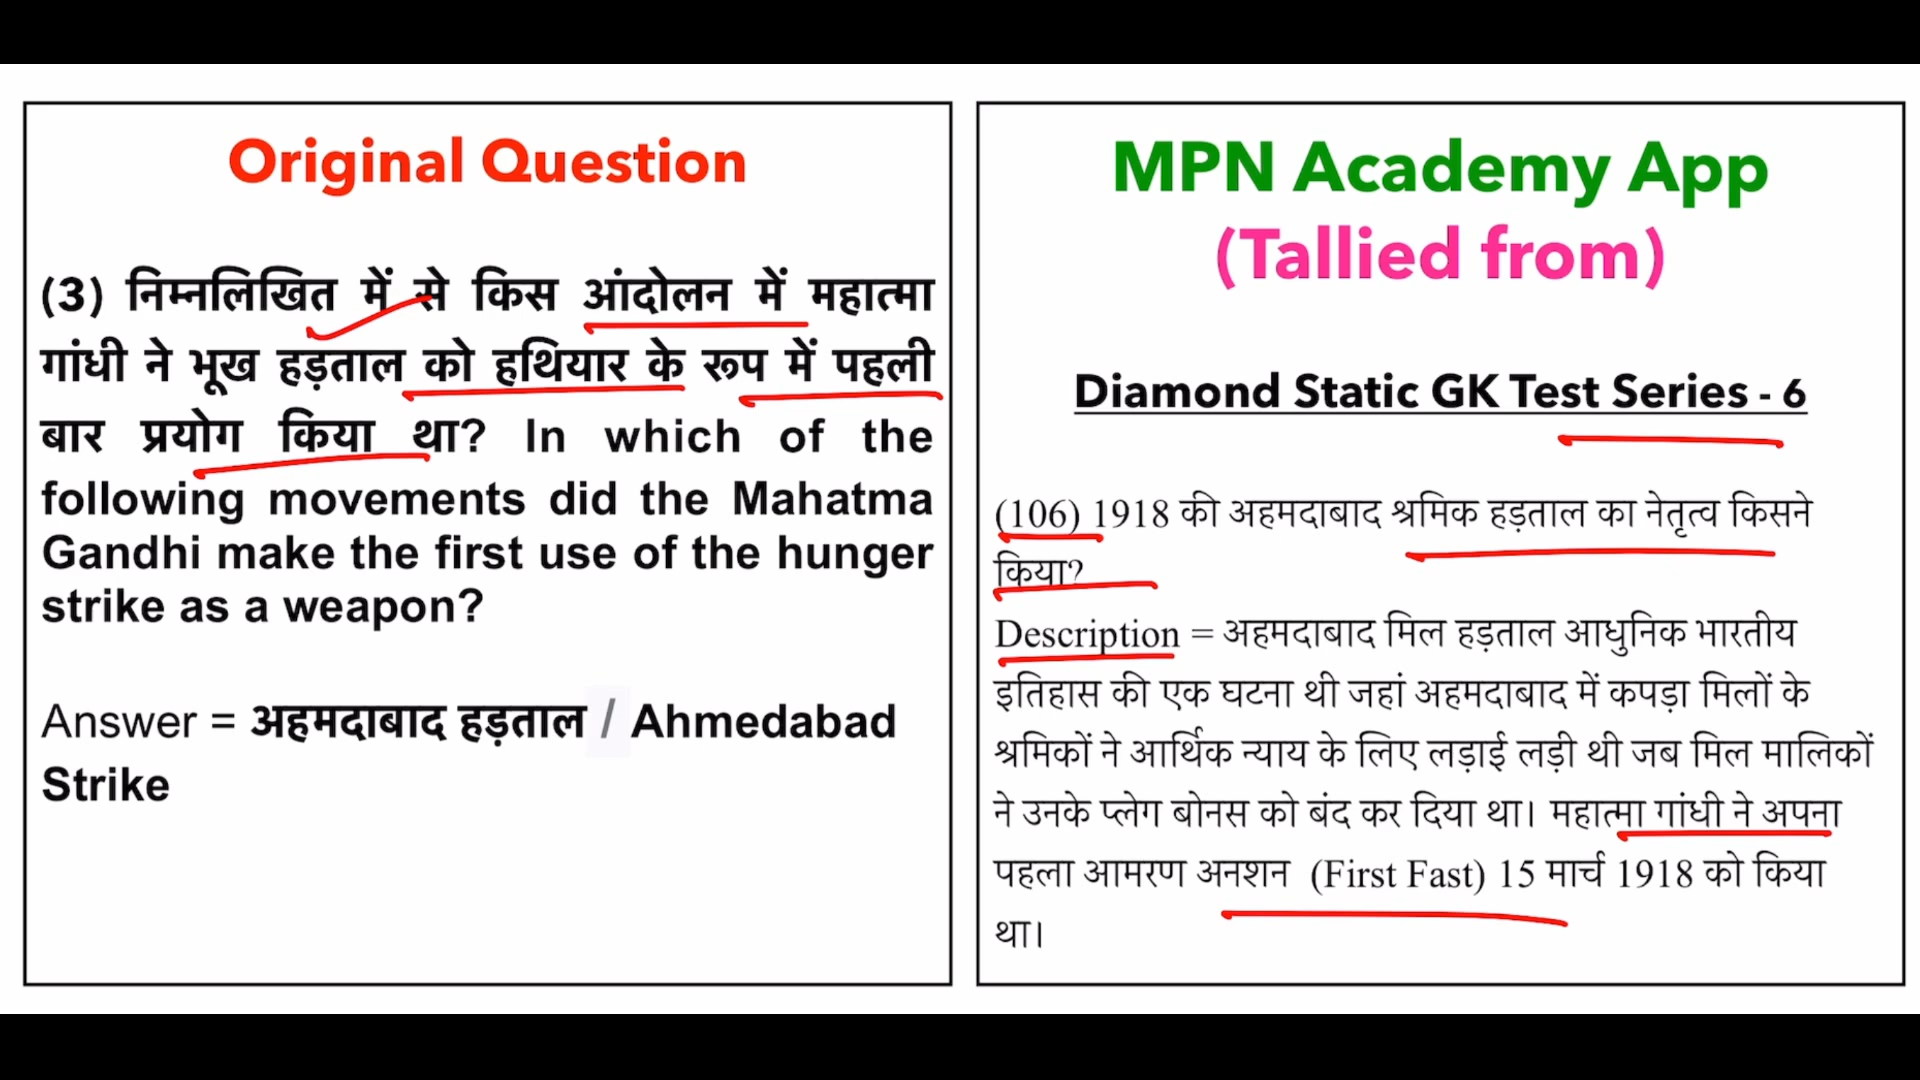 Original Question
(3) निम्नलिखित में से किस आंदोलन में महात्मा
गांधी ने भूख हड़ताल को हथियार के रूप में पहली
बार प्रयोग किया था? In which of the
following movements did the Mahatma
Gandhi make the first use of the hunger
strike as a weapon?
Answer = अहमदाबाद हड़ताल / Ahmedabad
Strike
MPN Academy App
(Tallied from)
Diamond Static GK Test Series - 6
(106) 1918 की अहमदाबाद श्रमिक हड़ताल का नेतृत्व किसने
किया?
Description = अहमदाबाद मिल हड़ताल आधुनिक भारतीय
इतिहास की एक घटना थी जहां अहमदाबाद में कपड़ा मिलों के
श्रमिकों ने आर्थिक न्याय के लिए लड़ाई लड़ी थी जब मिल मालिकों
ने उनके प्लेग बोनस को बंद कर दिया था। महात्मा गांधी ने अपना
पहला आमरण अनशन (First Fast) 15 मार्च 1918 को किया
था।